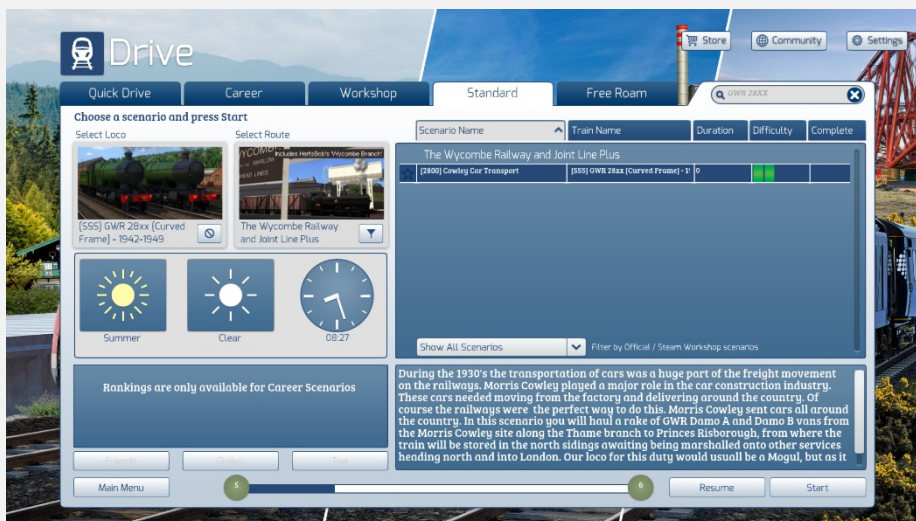 Drive
Store
Community
Settings
Quick Drive
Career
Workshop
Standard
Free Roam
GWR 28XX
Choose a scenario and press Start
Select Loco
Select Route
Scenario Name
Train Name
Duration
Difficulty
Complete
The Wycombe Railway and Joint Line Plus
[2800] Cowley Car Transport
[SSS] GWR 28xx (Curved Frame) - 1'
0
Includes HertsBob's 'Wycombe Branch'
[SSS] GWR 28xx (Curved
Frame) - 1942-1949
The Wycombe Railway
and Joint Line Plus
Summer
Clear
08:27
Show All Scenarios
Filter by Official / Steam Workshop scenarios
Rankings are only available for Career Scenarios
During the 1930's the transportation of cars was a huge part of the freight movement
on the railways. Morris Cowley played a major role in the car construction industry.
These cars needed moving from the factory and delivering around the country. Of
course the railways were the perfect way to do this. Morris Cowley sent cars all around
the country. In this scenario you will haul a rake of GWR Damo A and Damo B vans from
the Morris Cowley site along the Thame branch to Princes Risborough, from where the
train will be stored in the north sidings awaiting being marshalled onto other services
heading north and into London. Our loco for this duty would usuall be a Mogul, but as it
Friends
Global
Top
Main Menu
5
6
Resume
Start